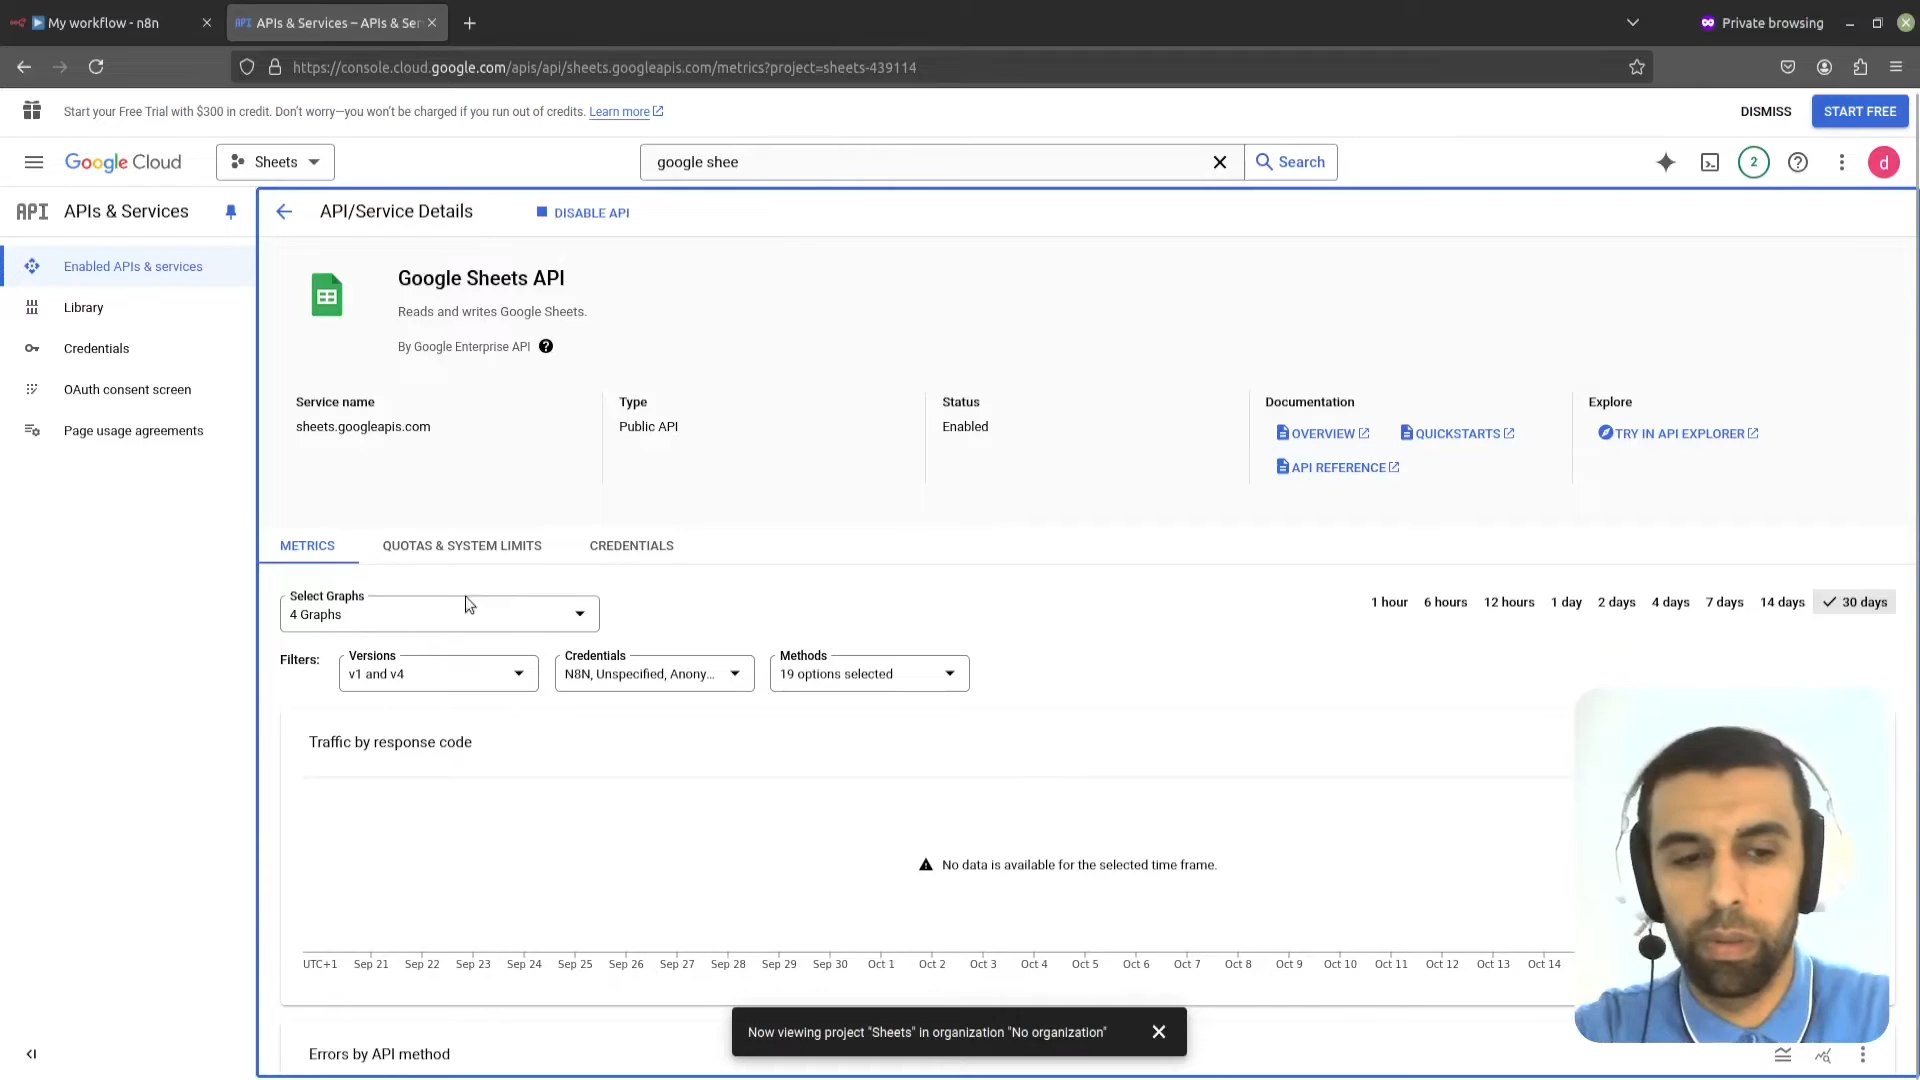 My workflow - n8n
API APIs & Services – APIs & Ser
Private browsing
https://console.cloud.google.com/apis/api/sheets.googleapis.com/metrics?project=sheets-439114
Start your Free Trial with $300 in credit. Don't worry—you won't be charged if you run out of credits. Learn more
DISMISS
START FREE
Google Cloud
Sheets
google shee
Search
2
d
API APIs & Services
API/Service Details
DISABLE API
Enabled APIs & services
Library
Credentials
OAuth consent screen
Page usage agreements
Google Sheets API
Reads and writes Google Sheets.
By Google Enterprise API
Service name
sheets.googleapis.com
Type
Public API
Status
Enabled
Documentation
OVERVIEW
QUICKSTARTS
API REFERENCE
Explore
TRY IN API EXPLORER
METRICS
QUOTAS & SYSTEM LIMITS
CREDENTIALS
Select Graphs
4 Graphs
1 hour 6 hours 12 hours 1 day 2 days 4 days 7 days 14 days 30 days
Filters:
Versions
v1 and v4
Credentials
N8N, Unspecified, Anony...
Methods
19 options selected
Traffic by response code
No data is available for the selected time frame.
UTC+1 Sep 21 Sep 22 Sep 23 Sep 24 Sep 25 Sep 26 Sep 27 Sep 28 Sep 29 Sep 30 Oct 1 Oct 2 Oct 3 Oct 4 Oct 5 Oct 6 Oct 7 Oct 8 Oct 9 Oct 10 Oct 11 Oct 12 Oct 13 Oct 14
Now viewing project "Sheets" in organization "No organization"
Errors by API method